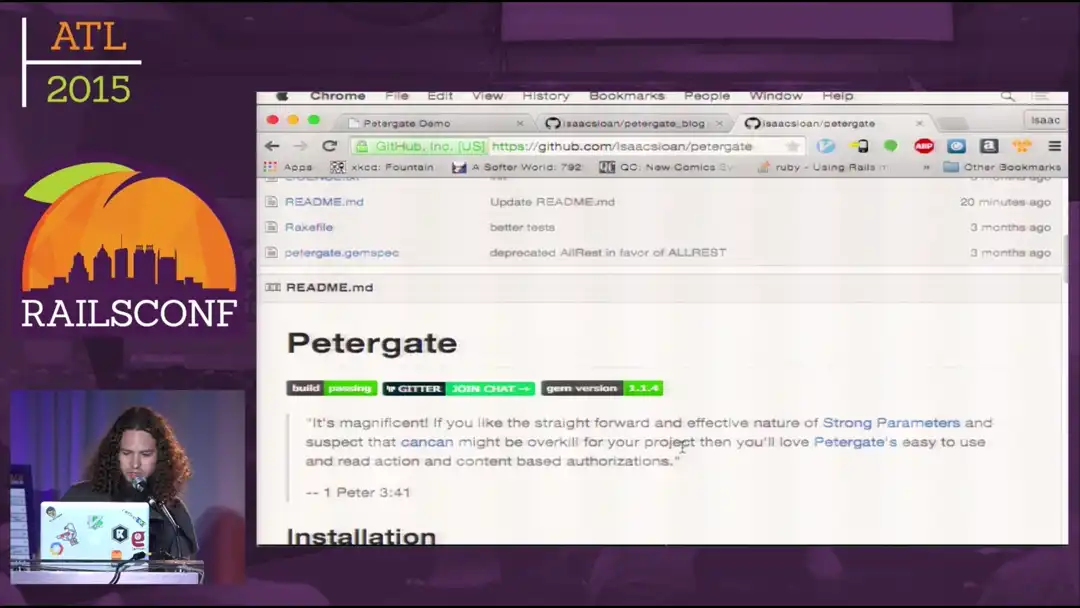 ATL
2015
RAILSCONF
Chrome File Edit View History Bookmarks People Window Help
Petergate Demo
isaacsloan/petergate_blog
isaacsloan/petergate
Isaac
GitHub, Inc. [US] https://github.com/isaacsloan/petergate
ABP
a
Apps
xkcd: Fountain
A Softer World: 792
QC: New Comics Ev
ruby - Using Rails
» Other Bookmarks
README.md Update README.md 20 minutes ago
Rakefile better tests 3 months ago
petergate.gemspec deprecated AllRest in favor of ALLREST 3 months ago
README.md
Petergate
build passing GITTER JOIN CHAT → gem version 1.1.4
"It's magnificent! If you like the straight forward and effective nature of Strong Parameters and
suspect that cancan might be overkill for your project then you'll love Petergate's easy to use
and read action and content based authorizations."
-- 1 Peter 3:41
Installation